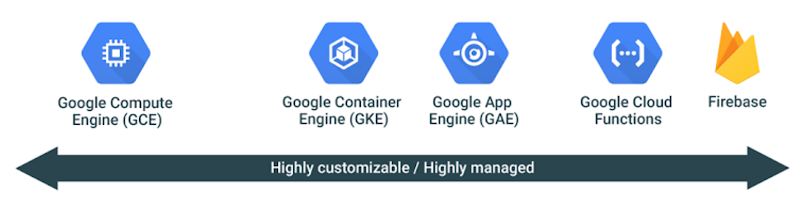 Google Compute
Engine (GCE)
Google Container
Engine (GKE)
Google App
Engine (GAE)
Google Cloud
Functions
Firebase
Highly customizable / Highly managed